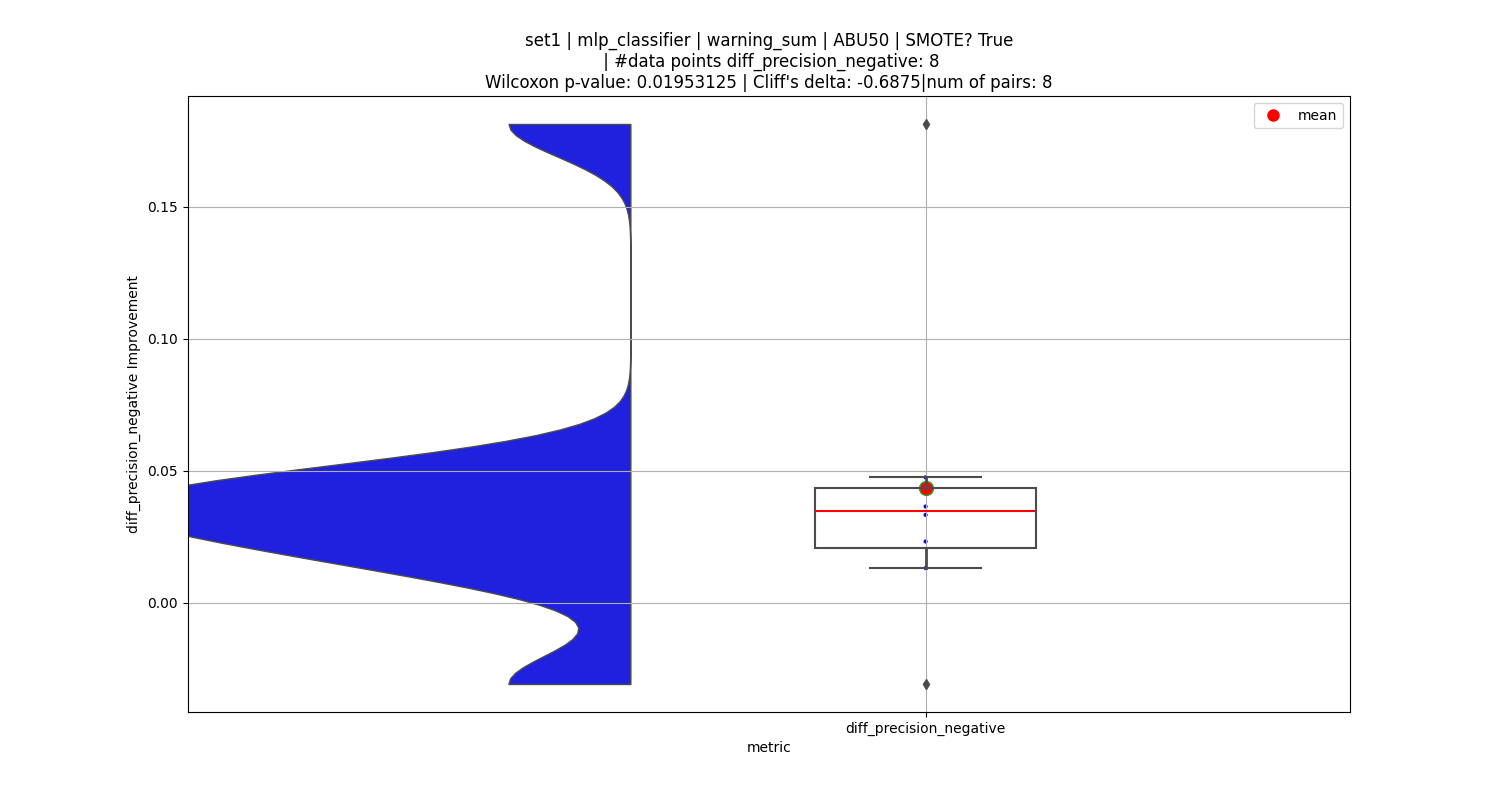 set1 | mlp_classifier | warning_sum | ABU50 | SMOTE? True
| #data points diff_precision_negative: 8
Wilcoxon p-value: 0.01953125 | Cliff's delta: -0.6875|num of pairs: 8
mean
0.15
0.10
0.05
0.00
diff_precision_negative Improvement
diff_precision_negative
metric